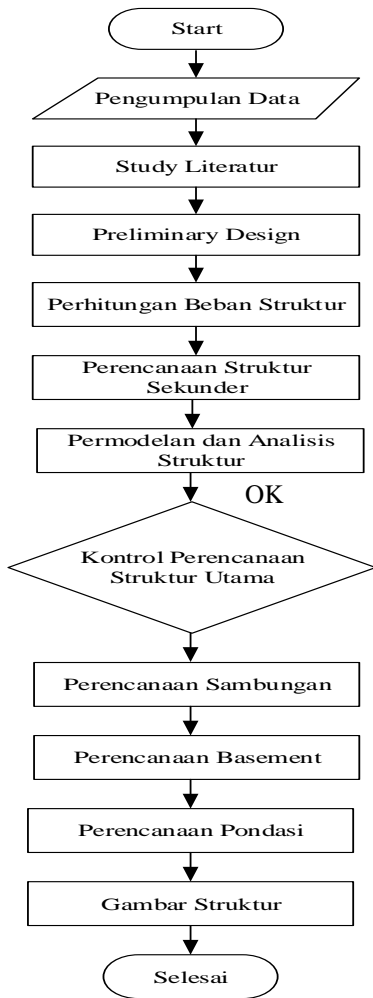 Start
Pengumpulan Data
Study Literatur
Preliminary Design
Perhitungan Beban Struktur
Perencanaan Struktur
Sekunder
Permodelan dan Analisis
Struktur
OK
Kontrol Perencanaan
Struktur Utama
Perencanaan Sambungan
Perencanaan Basement
Perencanaan Pondasi
Gambar Struktur
Selesai